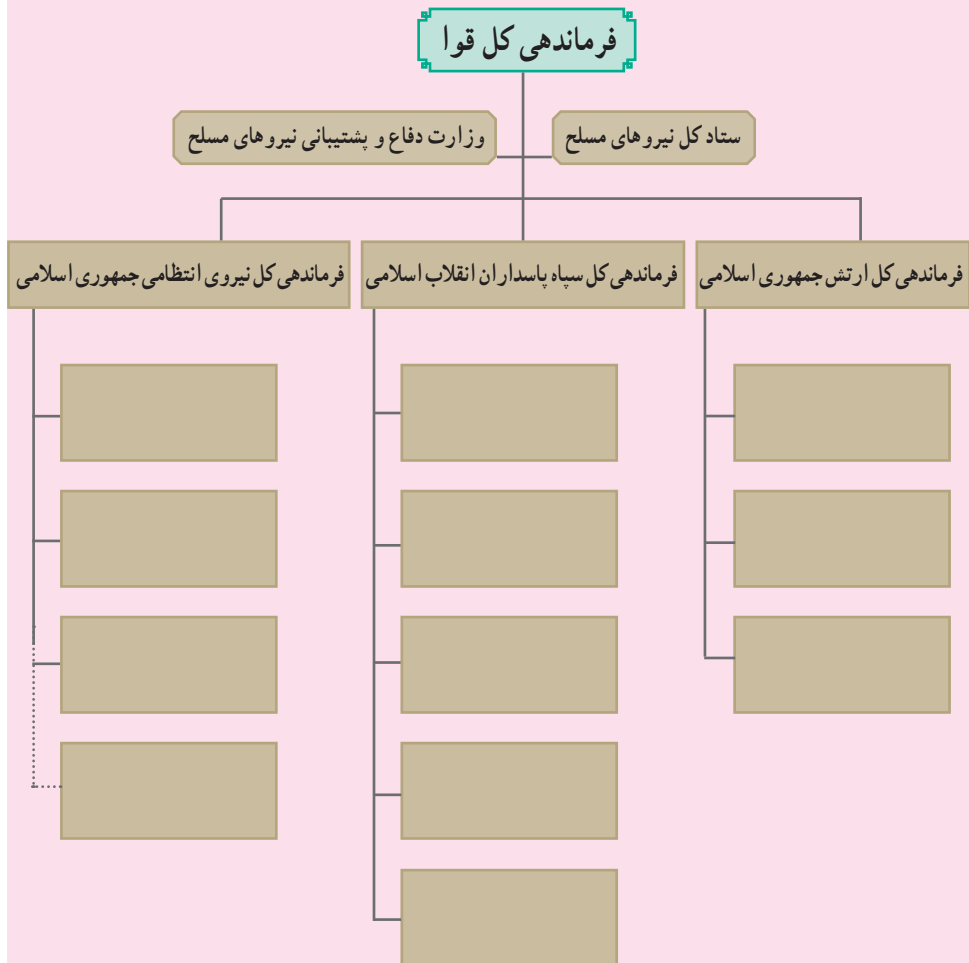 فرماندهی کل قوا
ستاد کل نیروهای مسلح
وزارت دفاع و پشتیبانی نیروهای مسلح
فرماندهی کل ارتش جمهوری اسلامی
فرماندهی کل سپاه پاسداران انقلاب اسلامی
فرماندهی کل نیروی انتظامی جمهوری اسلامی